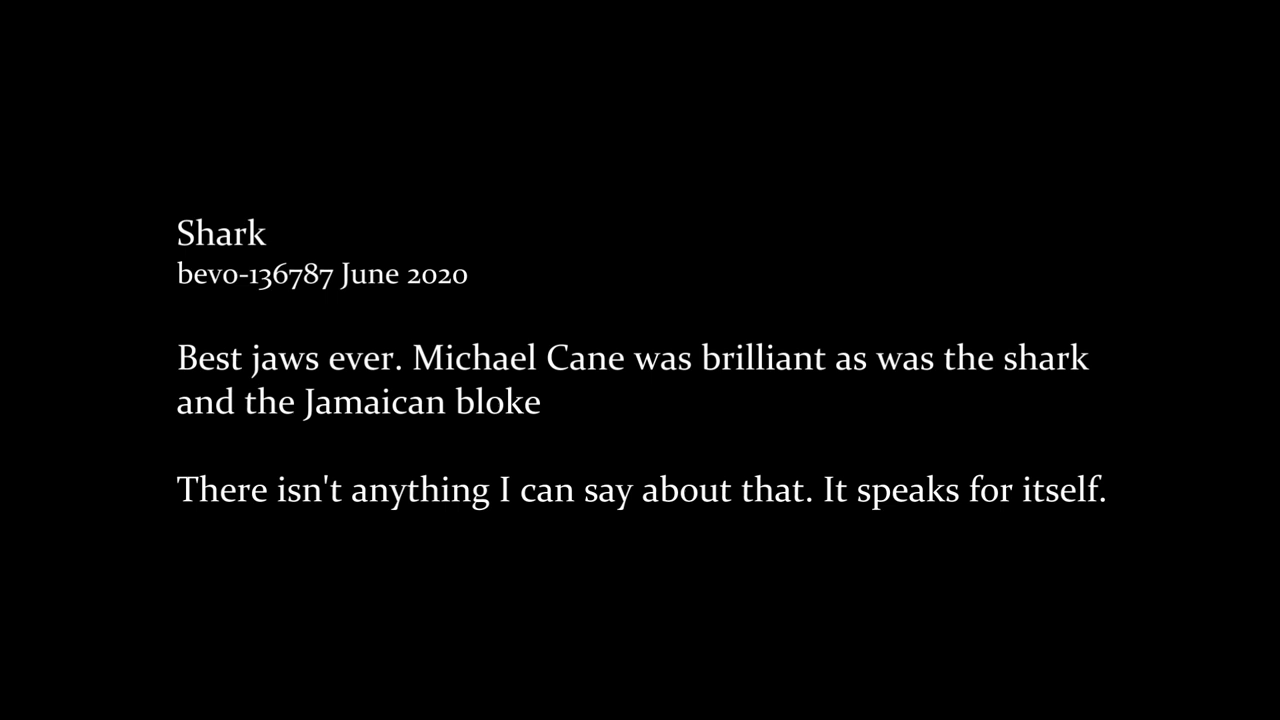 Shark
bevo-136787 June 2020
Best jaws ever. Michael Cane was brilliant as was the shark
and the Jamaican bloke
There isn't anything I can say about that. It speaks for itself.